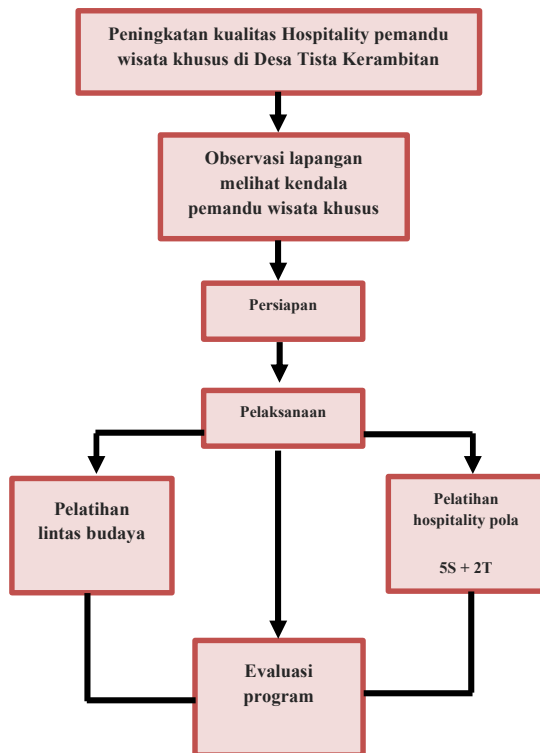 Peningkatan kualitas Hospitality pemandu
wisata khusus di Desa Tista Kerambitan
Observasi lapangan
melihat kendala
pemandu wisata khusus
Persiapan
Pelaksanaan
Pelatihan
lintas budaya
Pelatihan
hospitality pola
5S + 2T
Evaluasi
program